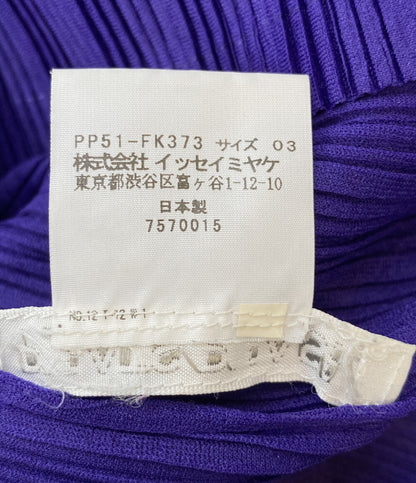 PP51-FK373 サイズ 03
株式会社 イッセイミヤケ
東京都渋谷区富ヶ谷1-12-10
日本製
7570015